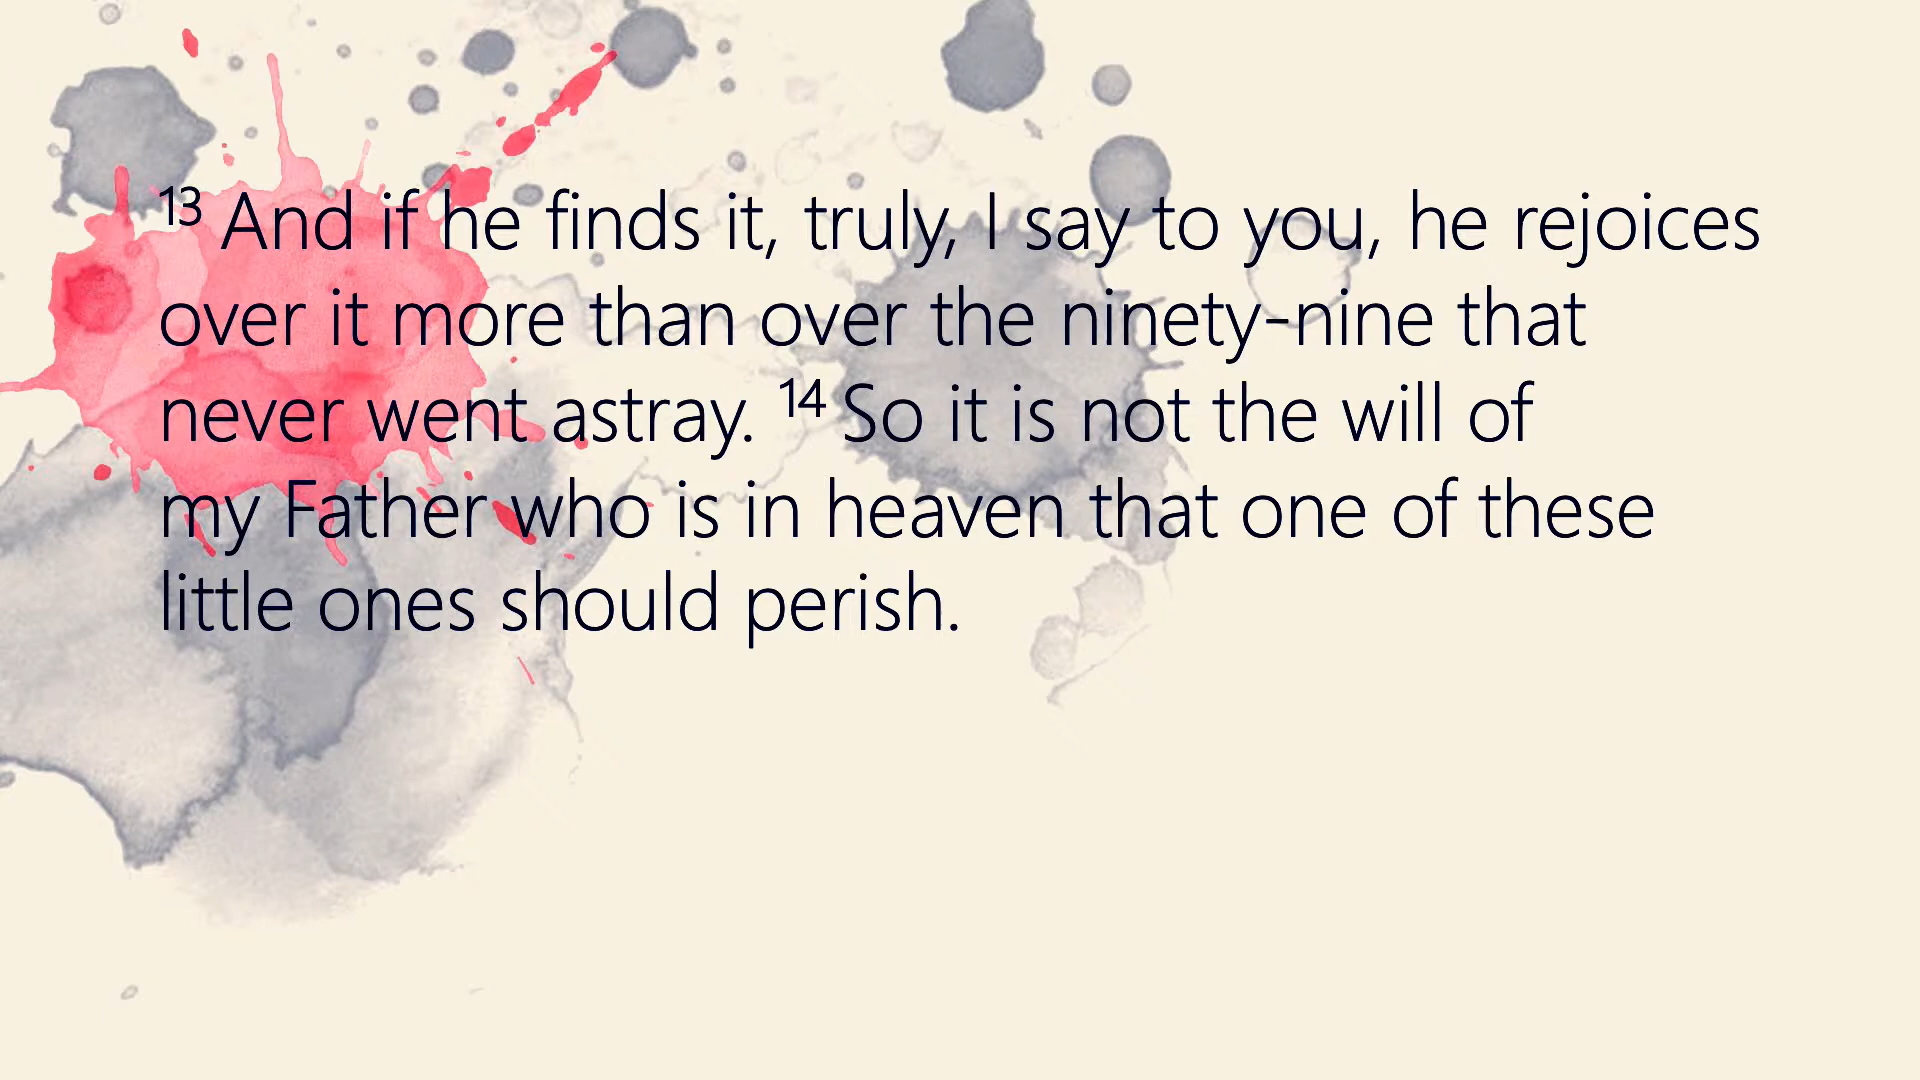 ¹³ And if he finds it, truly, I say to you, he rejoices
over it more than over the ninety-nine that
never went astray. ¹⁴ So it is not the will of
my Father who is in heaven that one of these
little ones should perish.